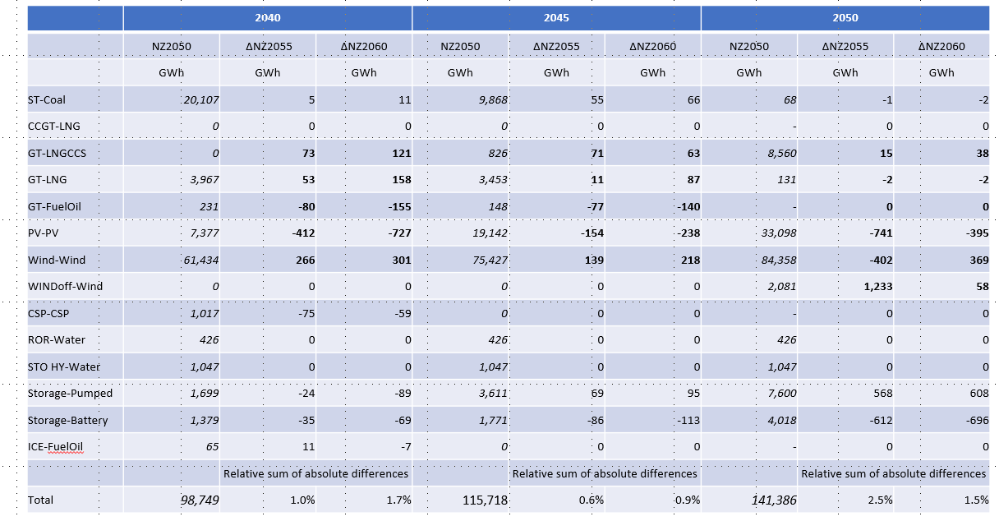 2040 2045 2050
NZ2050 ΔNZ2055 ΔNZ2060 NZ2050 ΔNZ2055 ΔNZ2060 NZ2050 ΔNZ2055 ΔNZ2060
GWh GWh GWh GWh GWh GWh GWh GWh GWh
ST-Coal 20,107 5 11 9,868 55 66 68 -1 -2
CCGT-LNG 0 0 0 0 0 0 - 0 0
GT-LNGCCS 0 73 121 826 71 63 8,560 15 38
GT-LNG 3,967 53 158 3,453 11 87 131 -2 -2
GT-FuelOil 231 -80 -155 148 -77 -140 - 0 0
PV-PV 7,377 -412 -727 19,142 -154 -238 33,098 -741 -395
Wind-Wind 61,434 266 301 75,427 139 218 84,358 -402 369
WINDoff-Wind 0 0 0 0 0 0 2,081 1,233 58
CSP-CSP 1,017 -75 -59 0 0 0 - 0 0
ROR-Water 426 0 0 426 0 0 426 0 0
STO HY-Water 1,047 0 0 1,047 0 0 1,047 0 0
Storage-Pumped 1,699 -24 -89 3,611 69 95 7,600 568 608
Storage-Battery 1,379 -35 -69 1,771 -86 -113 4,018 -612 -696
ICE-FuelOil 65 11 -7 0 0 0 - 0 0
Relative sum of absolute differences Relative sum of absolute differences Relative sum of absolute differences
Total 98,749 1.0% 1.7% 115,718 0.6% 0.9% 141,386 2.5% 1.5%